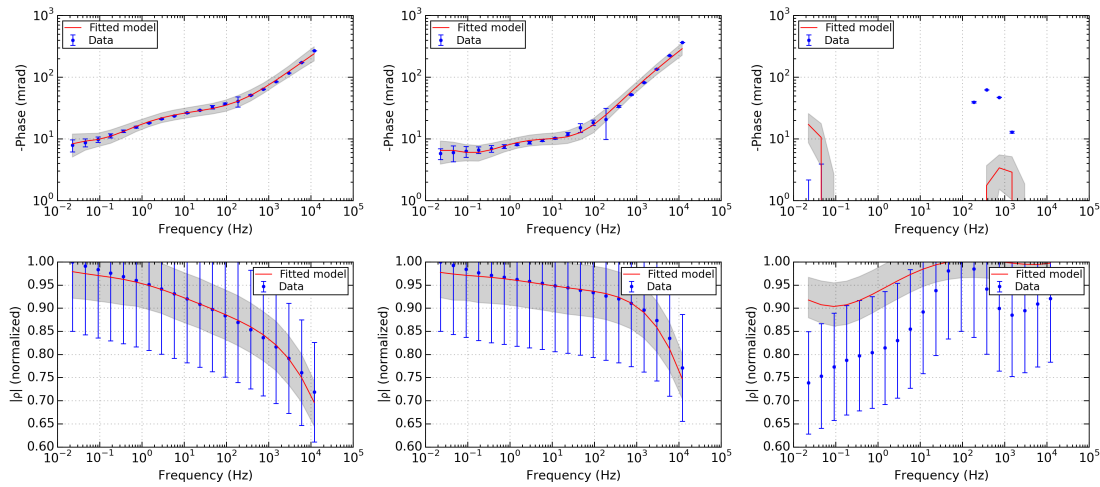 -Phase (mrad)
10³
10²
10¹
10⁰
Fitted model
Data
10⁻² 10⁻¹ 10⁰ 10¹ 10² 10³ 10⁴ 10⁵
Frequency (Hz)
-Phase (mrad)
10³
10²
10¹
10⁰
Fitted model
Data
10⁻² 10⁻¹ 10⁰ 10¹ 10² 10³ 10⁴ 10⁵
Frequency (Hz)
-Phase (mrad)
10³
10²
10¹
10⁰
Fitted model
Data
10⁻² 10⁻¹ 10⁰ 10¹ 10² 10³ 10⁴ 10⁵
Frequency (Hz)
|ρ| (normalized)
1.00
0.95
0.90
0.85
0.80
0.75
0.70
0.65
0.60
Fitted model
Data
10⁻² 10⁻¹ 10⁰ 10¹ 10² 10³ 10⁴ 10⁵
Frequency (Hz)
|ρ| (normalized)
1.00
0.95
0.90
0.85
0.80
0.75
0.70
0.65
0.60
Fitted model
Data
10⁻² 10⁻¹ 10⁰ 10¹ 10² 10³ 10⁴ 10⁵
Frequency (Hz)
|ρ| (normalized)
1.00
0.95
0.90
0.85
0.80
0.75
0.70
0.65
0.60
Fitted model
Data
10⁻² 10⁻¹ 10⁰ 10¹ 10² 10³ 10⁴ 10⁵
Frequency (Hz)